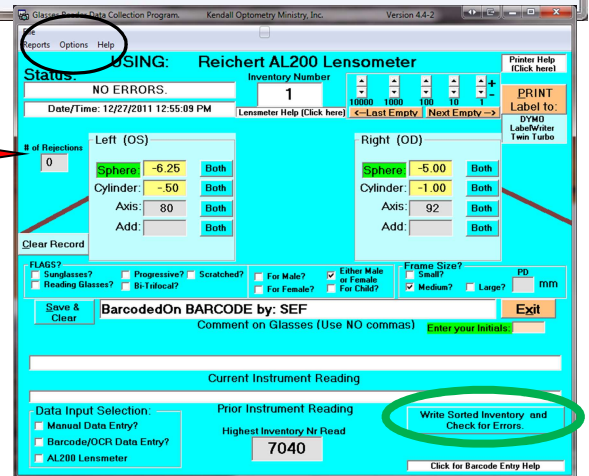 Glasses Reader Data Collection Program. Kendall Optometry Ministry, Inc. Version 4.4-2
File
Reports Options Help
USING: Reichert AL200 Lensometer
Printer Help (Click here)
Status:
NO ERRORS.
Date/Time: 12/27/2011 12:55:09 PM
Inventory Number
1
Lensmeter Help (Click here)
+
-
10000 1000 100 10 1
<--Last Empty Next Empty -->
PRINT
Label to:
DYMO
LabelWriter
Twin Turbo
# of Rejections
0
Left (OS)
Sphere: -6.25 Both
Cylinder: -.50 Both
Axis: 80 Both
Add: Both
Right (OD)
Sphere: -5.00 Both
Cylinder: -1.00 Both
Axis: 92 Both
Add: Both
Clear Record
FLAGS?
Sunglasses? Progressive? Scratched?
Reading Glasses? Bi-Trifocal?
For Male? Either Male or Female
For Female? For Child?
Frame Size?
Small?
Medium? Large?
PD
mm
Save & Clear
BarcodedOn BARCODE by: SEF
Exit
Comment on Glasses (Use NO commas)
Enter your Initials:
Current Instrument Reading
Prior Instrument Reading
Data Input Selection:
Manual Data Entry?
Barcode/OCR Data Entry?
AL200 Lensmeter
Highest Inventory Nr Read
7040
Write Sorted Inventory and
Check for Errors.
Click for Barcode Entry Help